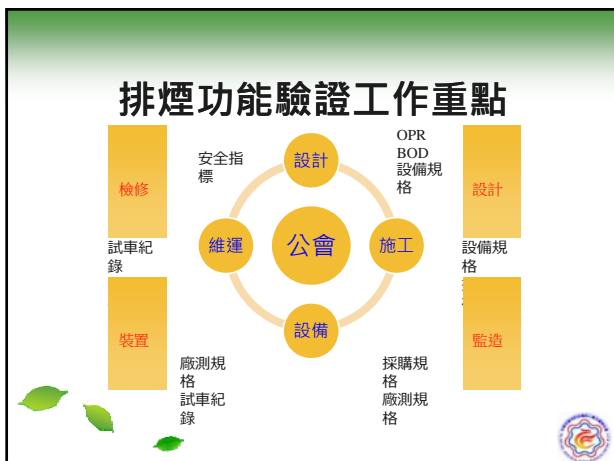 排煙功能驗證工作重點
檢修
安全指
標
設計
OPR
BOD
設備規
格
設計
維運
公會
施工
試車紀
錄
設備規
格
裝置
設備
監造
廠測規
格
試車紀
錄
採購規
格
廠測規
格